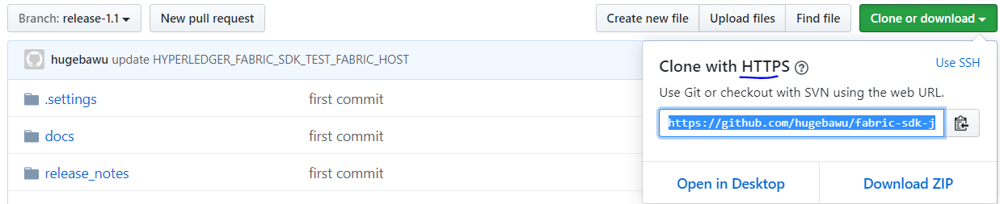 Branch: release-1.1
New pull request
Create new file
Upload files
Find file
Clone or download
hugebawu update HYPERLEDGER_FABRIC_SDK_TEST_FABRIC_HOST
.settings first commit
docs first commit
release_notes first commit
Clone with HTTPS ?
Use SSH
Use Git or checkout with SVN using the web URL.
https://github.com/hugebawu/fabric-sdk-j
Open in Desktop
Download ZIP